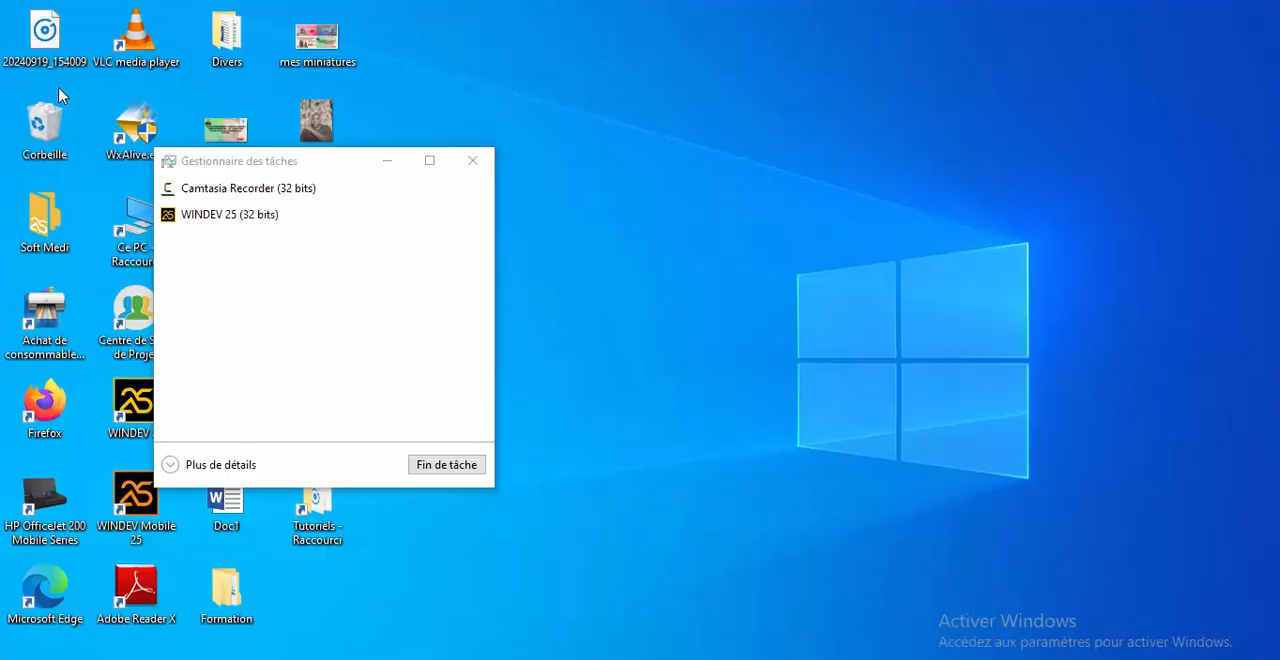 20240919_154009
VLC media player
Divers
mes miniatures
Corbeille
WxAlive.e
Gestionnaire des tâches
Camtasia Recorder (32 bits)
WINDEV 25 (32 bits)
Soft Medi
Ce PC -
Raccour
Achat de
consommable...
Centre de S
de Proje
Firefox
WINDEV
Plus de détails
Fin de tâche
HP OfficeJet 200
Mobile Series
WINDEV Mobile
25
Doc1
Tutoriels -
Raccourci
Microsoft Edge
Adobe Reader X
Formation
Activer Windows
Accédez aux paramètres pour activer Windows.